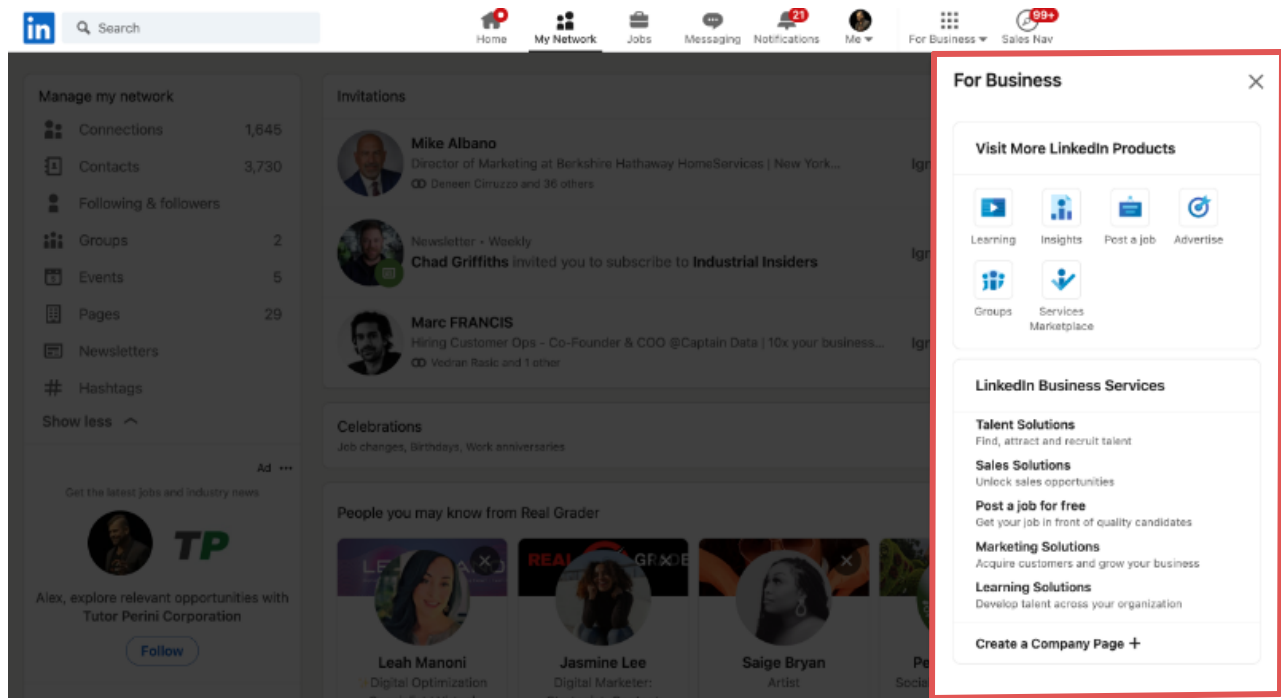 in
Search
Home
My Network
Jobs
Messaging
21
Notifications
Me
For Business
99+
Sales Nav
Manage my network
Connections 1,645
Contacts 3,730
Following & followers
Groups 2
Events 5
Pages 29
Newsletters
Hashtags
Show less
Ad
Get the latest jobs and industry news
TP
Alex, explore relevant opportunities with
Tutor Perini Corporation
Follow
Invitations
Mike Albano
Director of Marketing at Berkshire Hathaway HomeServices | New York...
Deneen Cirruzzo and 36 others
Ign
Newsletter • Weekly
Chad Griffiths invited you to subscribe to Industrial Insiders
Ign
Marc FRANCIS
Hiring Customer Ops - Co-Founder & COO @Captain Data | 10x your business...
Vedran Rasic and 1 other
Ign
Celebrations
Job changes, Birthdays, Work anniversaries
People you may know from Real Grader
Leah Manoni
Digital Optimization
REAL GRADE
Jasmine Lee
Digital Marketer:
Saige Bryan
Artist
Pe
Socia
For Business
Visit More LinkedIn Products
Learning
Insights
Post a job
Advertise
Groups
Services
Marketplace
LinkedIn Business Services
Talent Solutions
Find, attract and recruit talent
Sales Solutions
Unlock sales opportunities
Post a job for free
Get your job in front of quality candidates
Marketing Solutions
Acquire customers and grow your business
Learning Solutions
Develop talent across your organization
Create a Company Page +